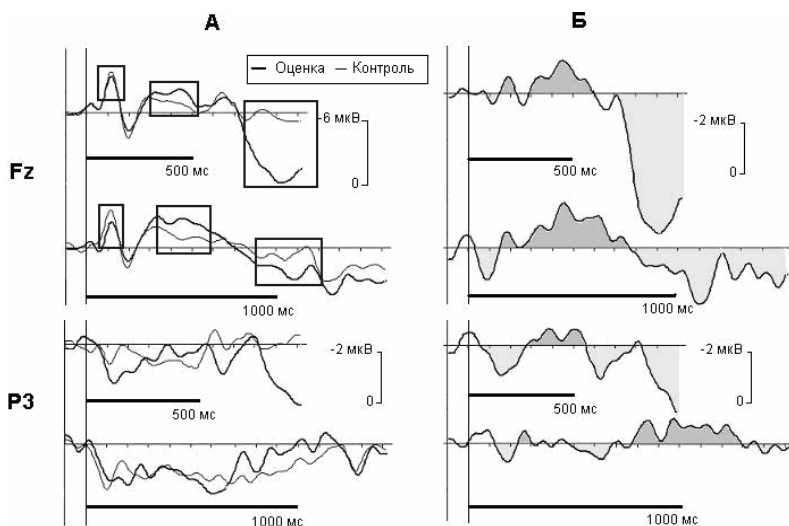 А
Б
Оценка Контроль
Fz
-6 мкВ
0
500 мс
-2 мкВ
0
500 мс
1000 мс
1000 мс
P3
-2 мкВ
0
500 мс
-2 мкВ
0
500 мс
1000 мс
1000 мс